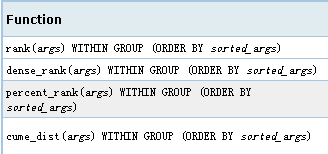 Function
rank(args) WITHIN GROUP (ORDER BY sorted_args)
dense_rank(args) WITHIN GROUP (ORDER BY sorted_args)
percent_rank(args) WITHIN GROUP (ORDER BY
sorted_args)
cume_dist(args) WITHIN GROUP (ORDER BY sorted_args)